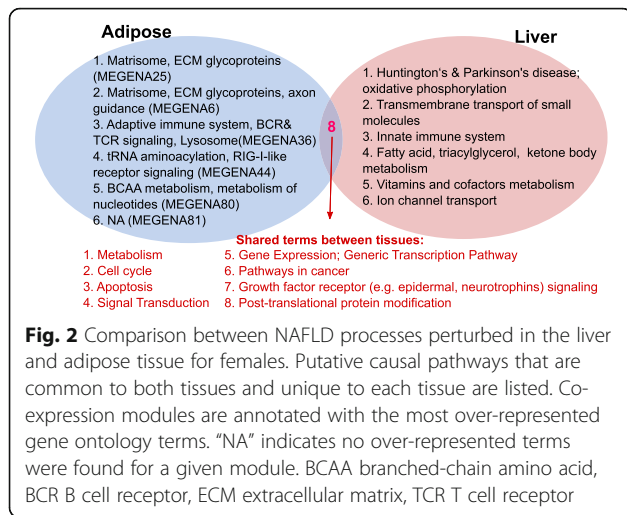 Adipose
Liver
1. Matrisome, ECM glycoproteins
(MEGENA25)
2. Matrisome, ECM glycoproteins, axon
guidance (MEGENA6)
3. Adaptive immune system, BCR&
TCR signaling, Lysosome(MEGENA36)
4. tRNA aminoacylation, RIG-I-like
receptor signaling (MEGENA44)
5. BCAA metabolism, metabolism of
nucleotides (MEGENA80)
6. NA (MEGENA81)
8
1. Huntington's & Parkinson's disease;
oxidative phosphorylation
2. Transmembrane transport of small
molecules
3. Innate immune system
4. Fatty acid, triacylglycerol, ketone body
metabolism
5. Vitamins and cofactors metabolism
6. Ion channel transport
Shared terms between tissues:
1. Metabolism
2. Cell cycle
3. Apoptosis
4. Signal Transduction
5. Gene Expression; Generic Transcription Pathway
6. Pathways in cancer
7. Growth factor receptor (e.g. epidermal, neurotrophins) signaling
8. Post-translational protein modification
Fig. 2 Comparison between NAFLD processes perturbed in the liver
and adipose tissue for females. Putative causal pathways that are
common to both tissues and unique to each tissue are listed. Co-
expression modules are annotated with the most over-represented
gene ontology terms. “NA” indicates no over-represented terms
were found for a given module. BCAA branched-chain amino acid,
BCR B cell receptor, ECM extracellular matrix, TCR T cell receptor